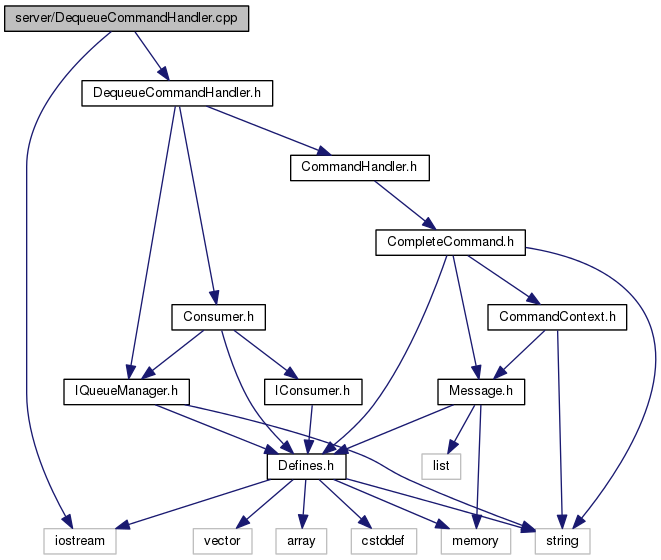 server/DequeueCommandHandler.cpp
DequeueCommandHandler.h
CommandHandler.h
CompleteCommand.h
Consumer.h
CommandContext.h
IQueueManager.h
IConsumer.h
Message.h
Defines.h
list
iostream
vector
array
cstddef
memory
string